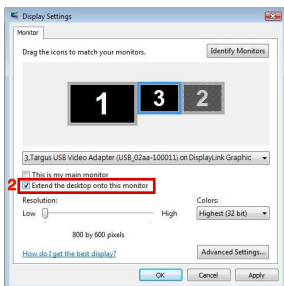 Display Settings
Monitor
Drag the icons to match your monitors.
Identify Monitors
1
3
2
3,Targus USB Video Adapter (USB_02aa-100011) on DisplayLink Graphic
This is my main monitor
2
Extend the desktop onto this monitor
Resolution:
Colors:
Low
High
Highest (32 bit)
800 by 600 pixels
How do I get the best display?
Advanced Settings...
OK
Cancel
Apply